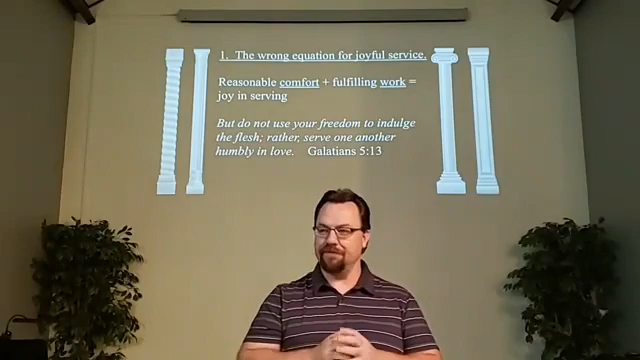 1. The wrong equation for joyful service.
Reasonable comfort + fulfilling work =
joy in serving
But do not use your freedom to indulge
the flesh; rather, serve one another
humbly in love. Galatians 5:13